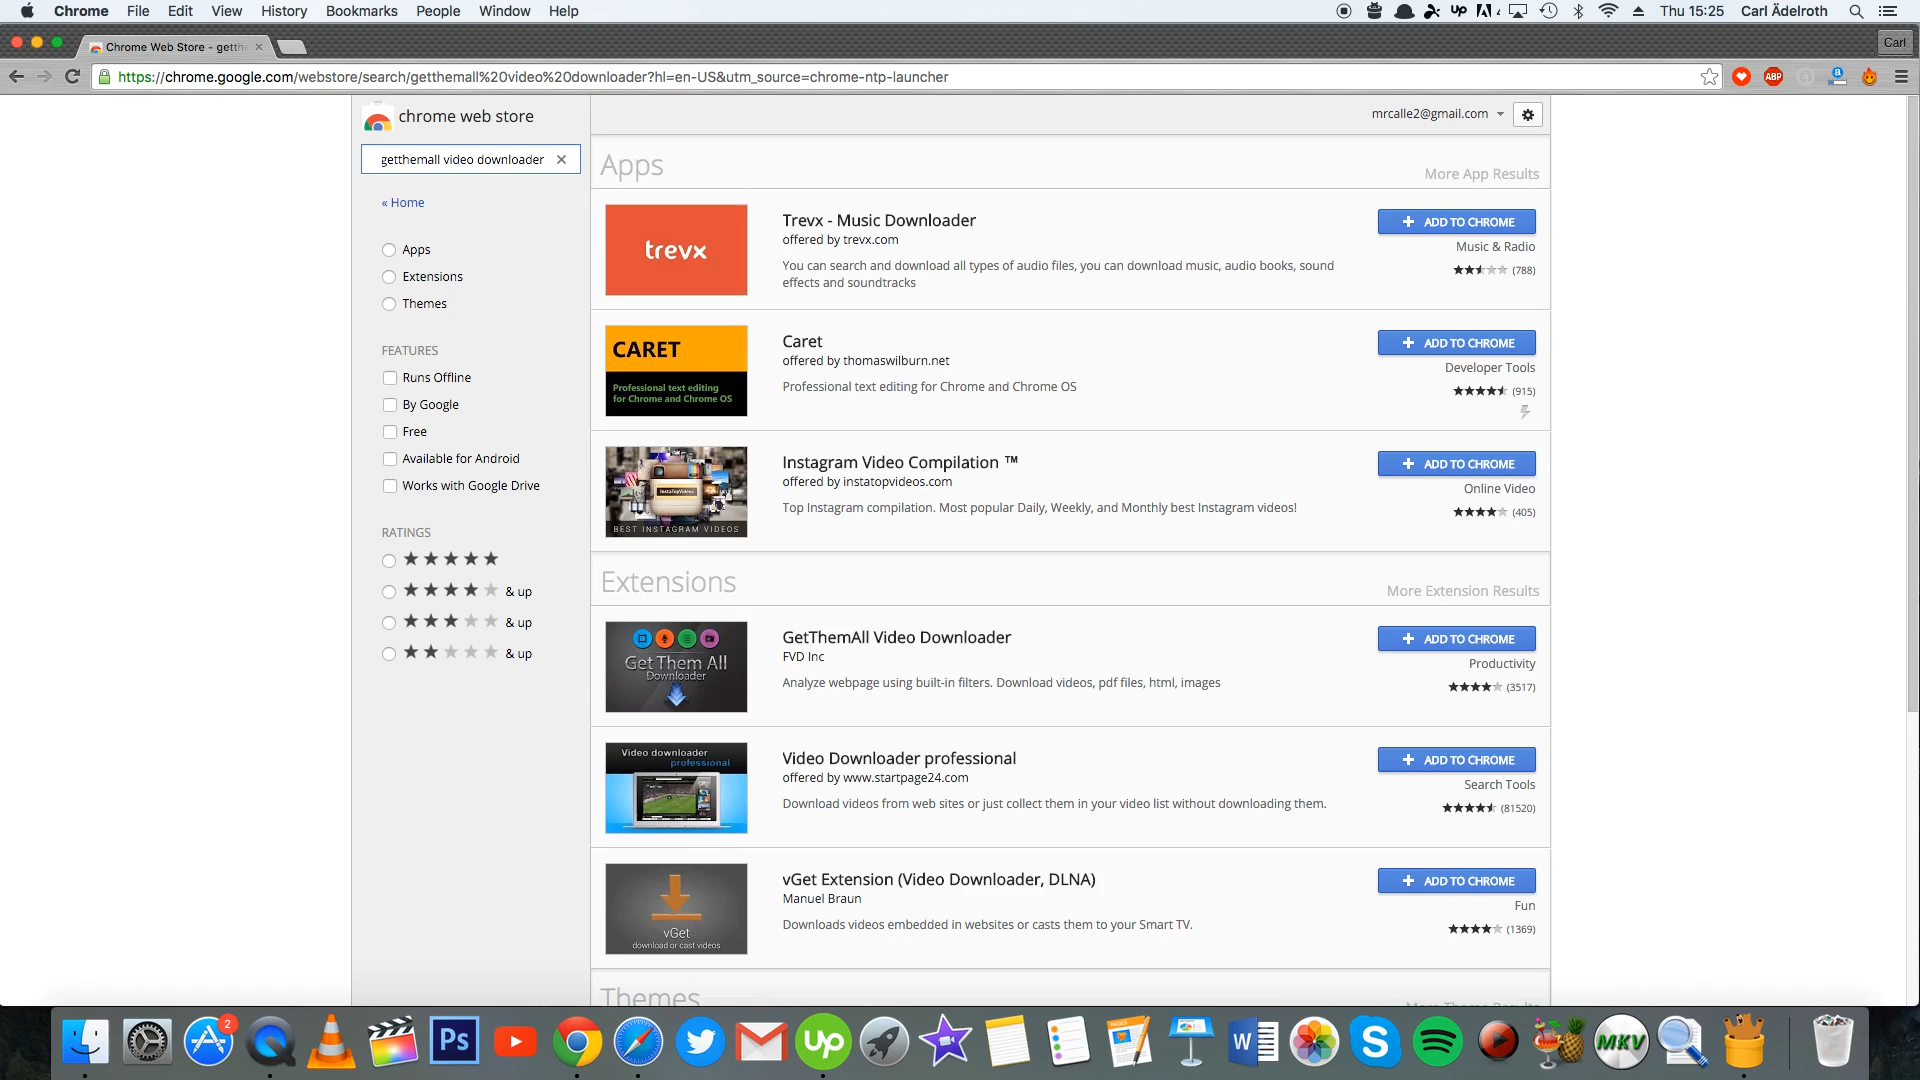 Chrome File Edit View History Bookmarks People Window Help
Thu 15:25 Carl Ädelroth
Chrome Web Store - getth
Carl
https://chrome.google.com/webstore/search/getthemall%20video%20downloader?hl=en-US&utm_source=chrome-ntp-launcher
ABP
chrome web store
mrcalle2@gmail.com
getthemall video downloader
« Home
Apps
Extensions
Themes
FEATURES
Runs Offline
By Google
Free
Available for Android
Works with Google Drive
RATINGS
& up
& up
& up
Apps
More App Results
trevx
Trevx - Music Downloader
offered by trevx.com
You can search and download all types of audio files, you can download music, audio books, sound
effects and soundtracks
ADD TO CHROME
Music & Radio
(788)
CARET
Professional text editing
for Chrome and Chrome OS
Caret
offered by thomaswilburn.net
Professional text editing for Chrome and Chrome OS
ADD TO CHROME
Developer Tools
(915)
InstaTopVideos
BEST INSTAGRAM VIDEOS
Instagram Video Compilation ™
offered by instatopvideos.com
Top Instagram compilation. Most popular Daily, Weekly, and Monthly best Instagram videos!
ADD TO CHROME
Online Video
(405)
Extensions
More Extension Results
Get Them All
Downloader
GetThemAll Video Downloader
FVD Inc
Analyze webpage using built-in filters. Download videos, pdf files, html, images
ADD TO CHROME
Productivity
(3517)
Video downloader
professional
Video Downloader professional
offered by www.startpage24.com
Download videos from web sites or just collect them in your video list without downloading them.
ADD TO CHROME
Search Tools
(81520)
vGet
download or cast videos
vGet Extension (Video Downloader, DLNA)
Manuel Braun
Downloads videos embedded in websites or casts them to your Smart TV.
ADD TO CHROME
Fun
(1369)
Themes
More Theme Results
2
Ps
up
W
S
MKV